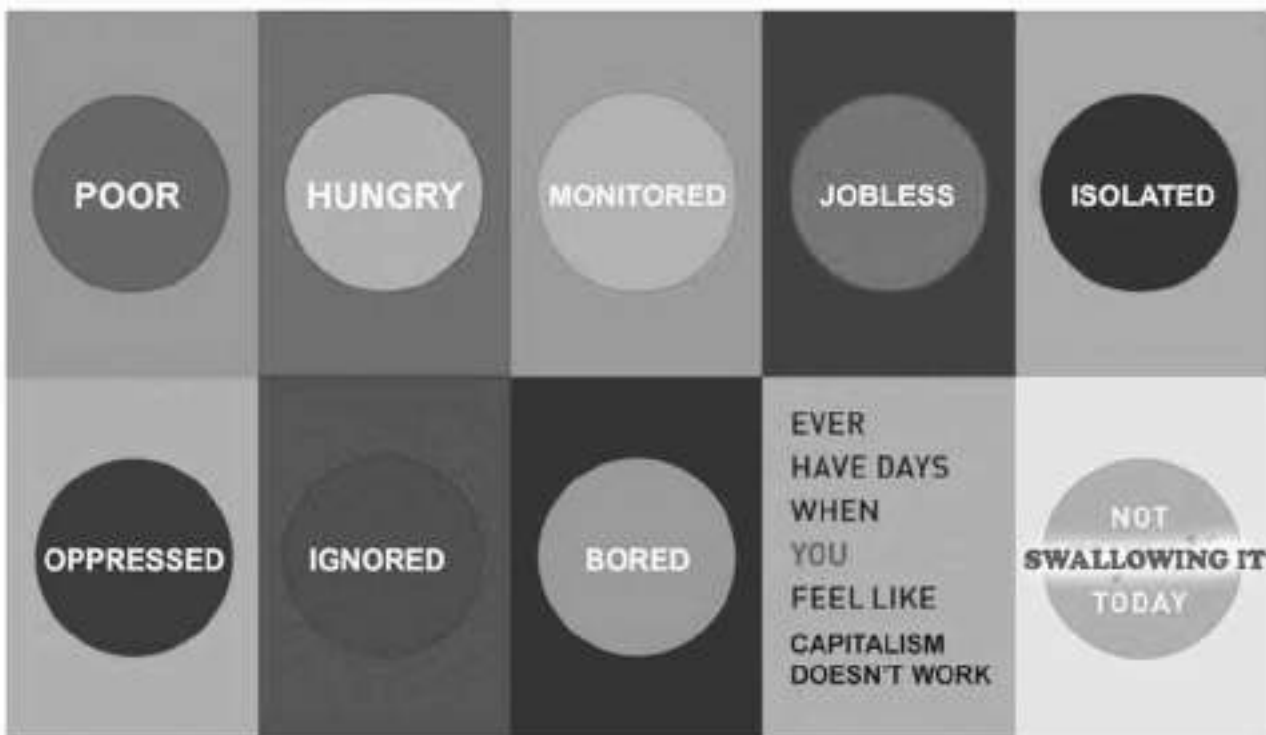 POOR
HUNGRY
MONITORED
JOBLESS
ISOLATED
OPPRESSED
IGNORED
BORED
EVER
HAVE DAYS
WHEN
YOU
FEEL LIKE
CAPITALISM
DOESN'T WORK
NOT
SWALLOWING IT
TODAY